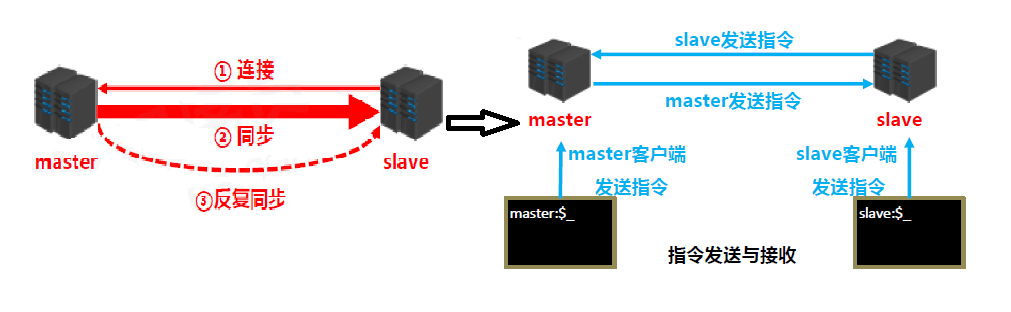 ① 连接
② 同步
master
slave
③反复同步
slave发送指令
master发送指令
master
slave
master客户端
发送指令
slave客户端
发送指令
master:$_
slave:$_
指令发送与接收